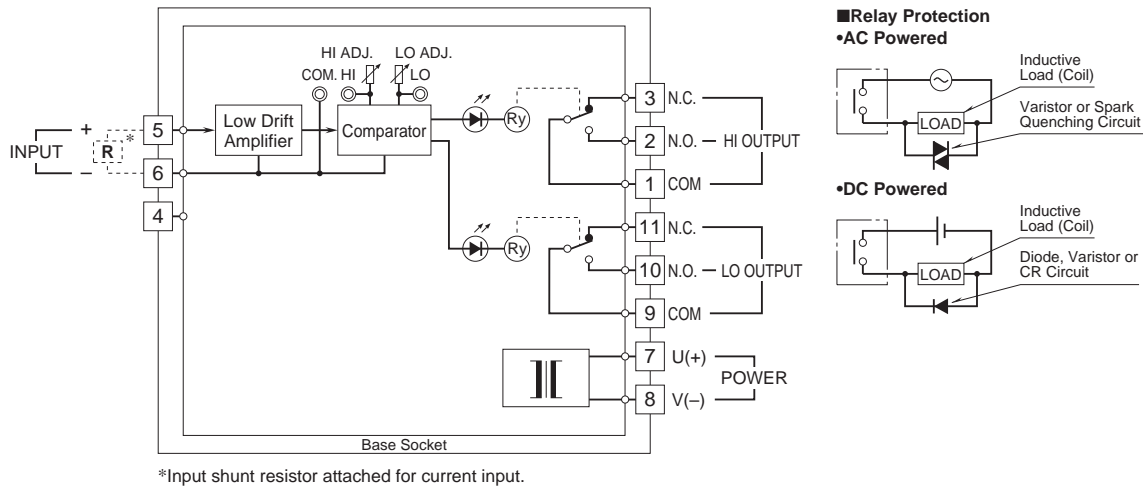 HI ADJ.
LO ADJ.
COM.
HI
LO
3
N.C.
Low Drift
Amplifier
Comparator
Ry
INPUT
+
R
*
–
5
6
4
2
N.O.
HI OUTPUT
1
COM
11
N.C.
Ry
10
N.O.
LO OUTPUT
9
COM
7
U(+)
POWER
8
V(–)
Base Socket
*Input shunt resistor attached for current input.
■Relay Protection
•AC Powered
Inductive
Load (Coil)
LOAD
Varistor or Spark
Quenching Circuit
•DC Powered
Inductive
Load (Coil)
LOAD
Diode, Varistor or
CR Circuit